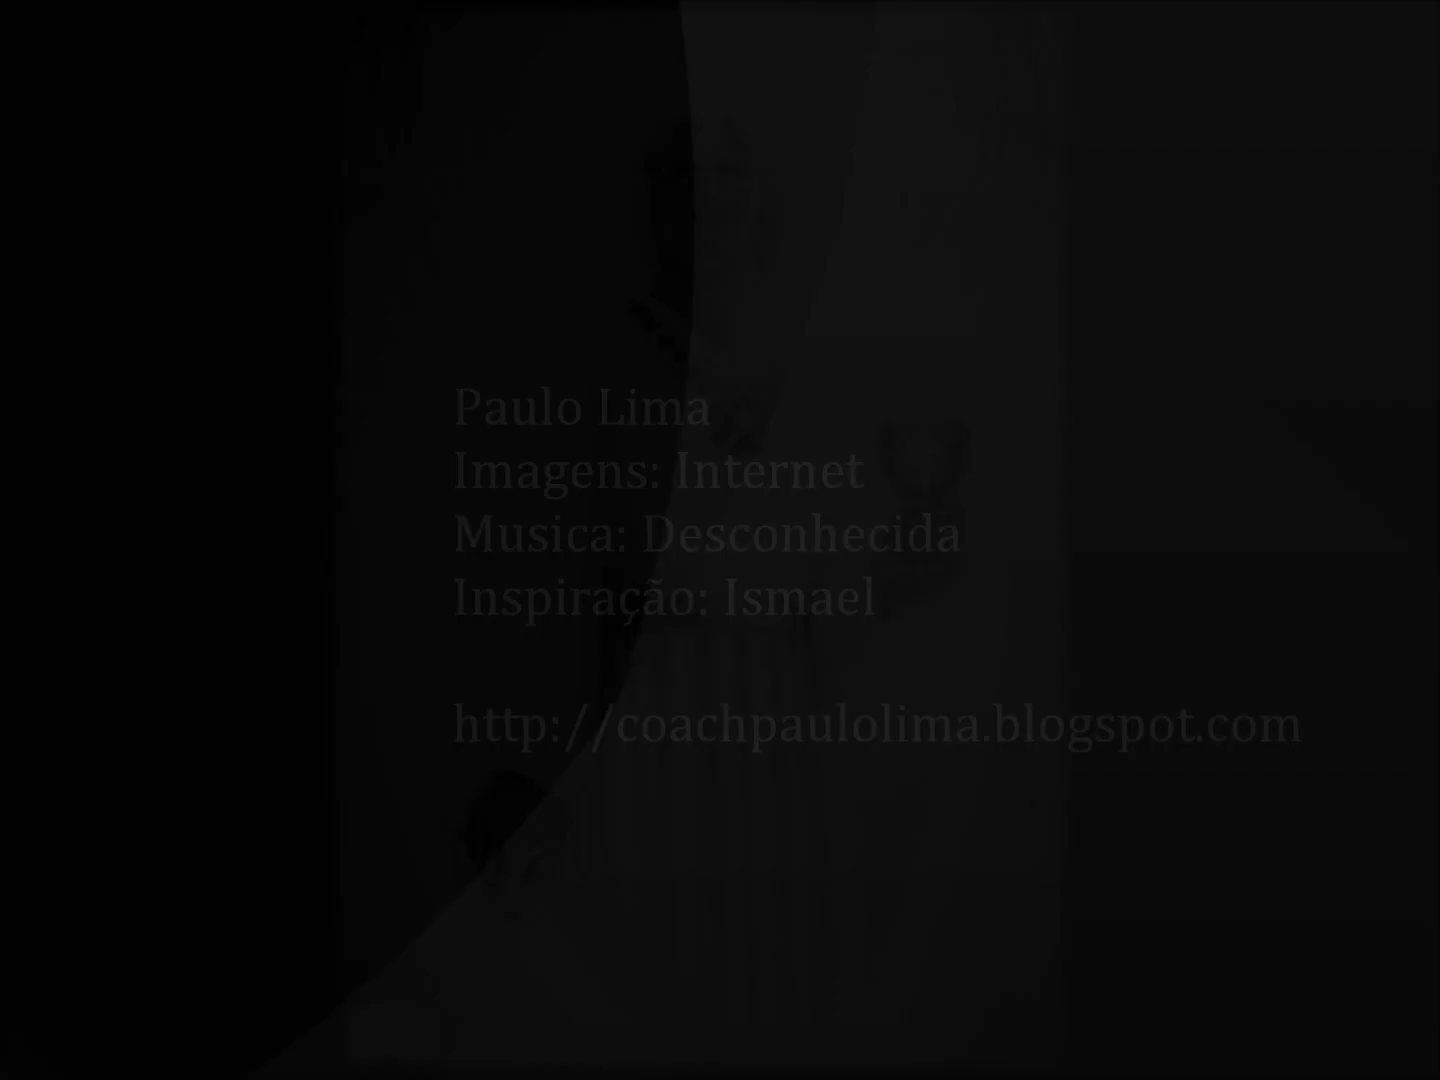 Paulo Lima
Imagens: Internet
Musica: Desconhecida
Inspiração: Ismael
http://coachpaulolima.blogspot.com